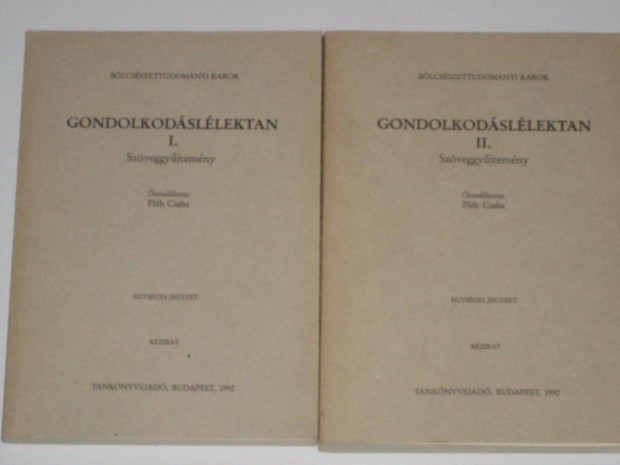 BÖLCSÉSZETTUDOMÁNYI KAROK
GONDOLKODÁSLÉLEKTAN
I.
Szöveggyűjtemény
Összeállította:
Pléh Csaba
EGYSÉGES JEGYZET
KÉZIRAT
TANKÖNYVKIADÓ, BUDAPEST, 1992
BÖLCSÉSZETTUDOMÁNYI KAROK
GONDOLKODÁSLÉLEKTAN
II.
Szöveggyűjtemény
Összeállította:
Pléh Csaba
EGYSÉGES JEGYZET
KÉZIRAT
TANKÖNYVKIADÓ, BUDAPEST, 1992